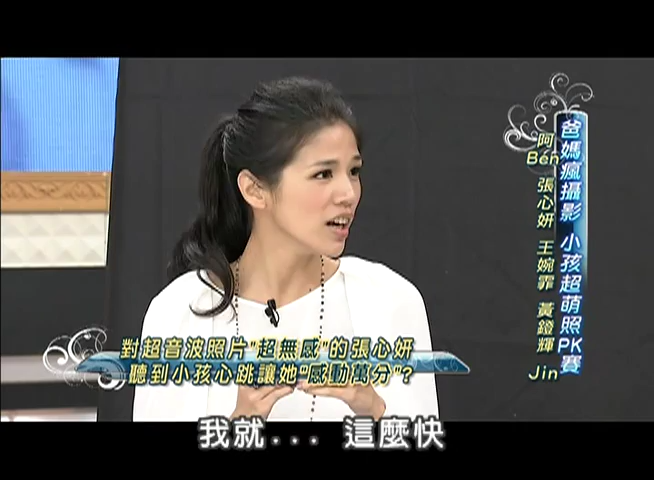 爸媽瘋攝影 小孩超萌照PK賽
阿Ben 張心妍 王婉霏 黃鐙輝 Jin
對超音波照片"超無感"的張心妍
聽到小孩心跳讓她"感動萬分"?
我就... 這麼快